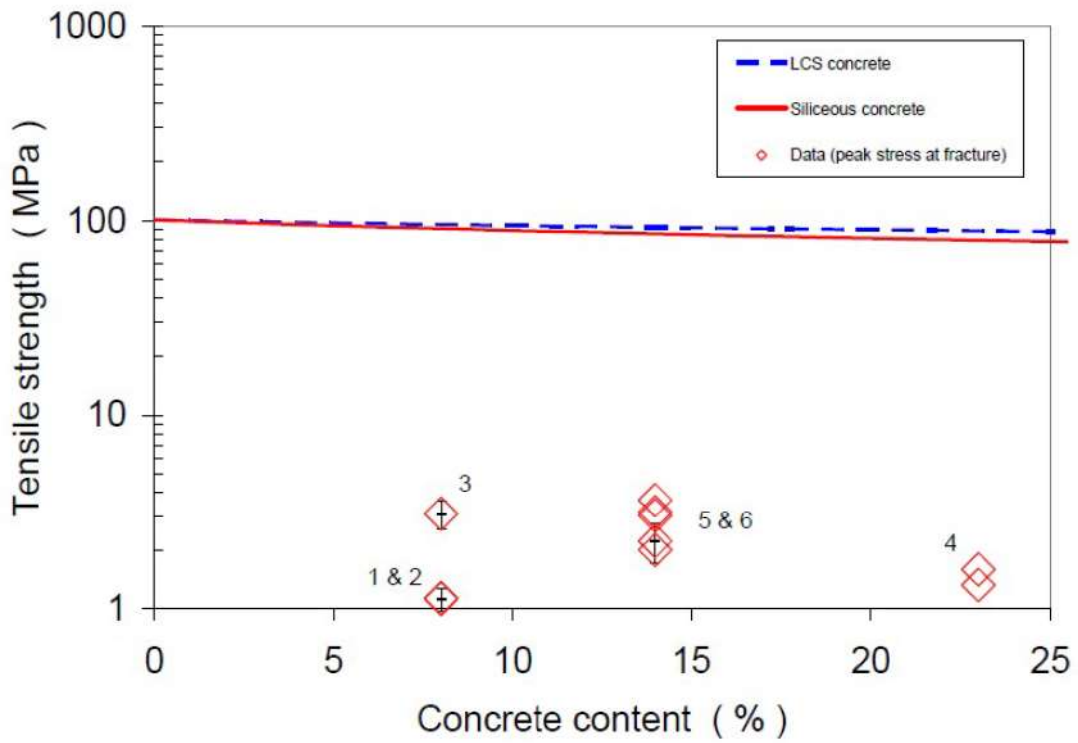 1000
100
10
1
Tensile strength ( MPa )
LCS concrete
Siliceous concrete
Data (peak stress at fracture)
3
5 & 6
4
1 & 2
0 5 10 15 20 25
Concrete content ( % )